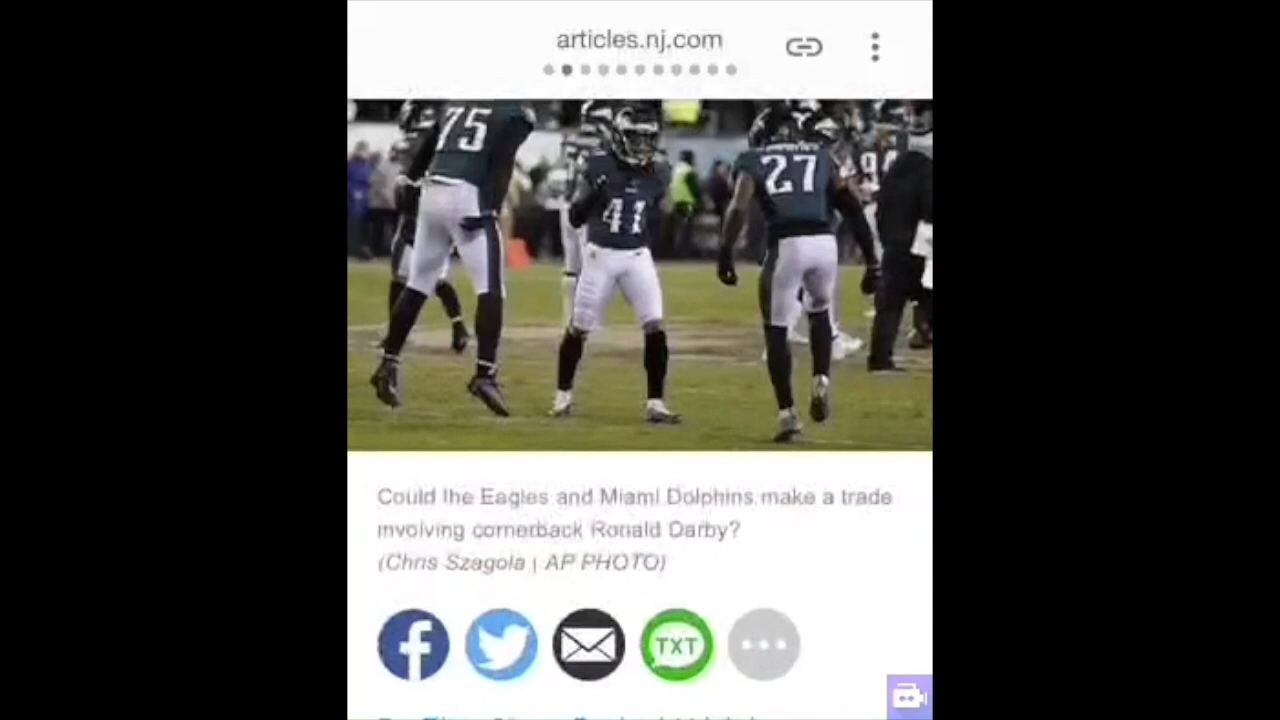 articles.nj.com
75
41
27
94
Could the Eagles and Miami Dolphins make a trade
involving cornerback Ronald Darby?
(Chris Szagola | AP PHOTO)
TXT